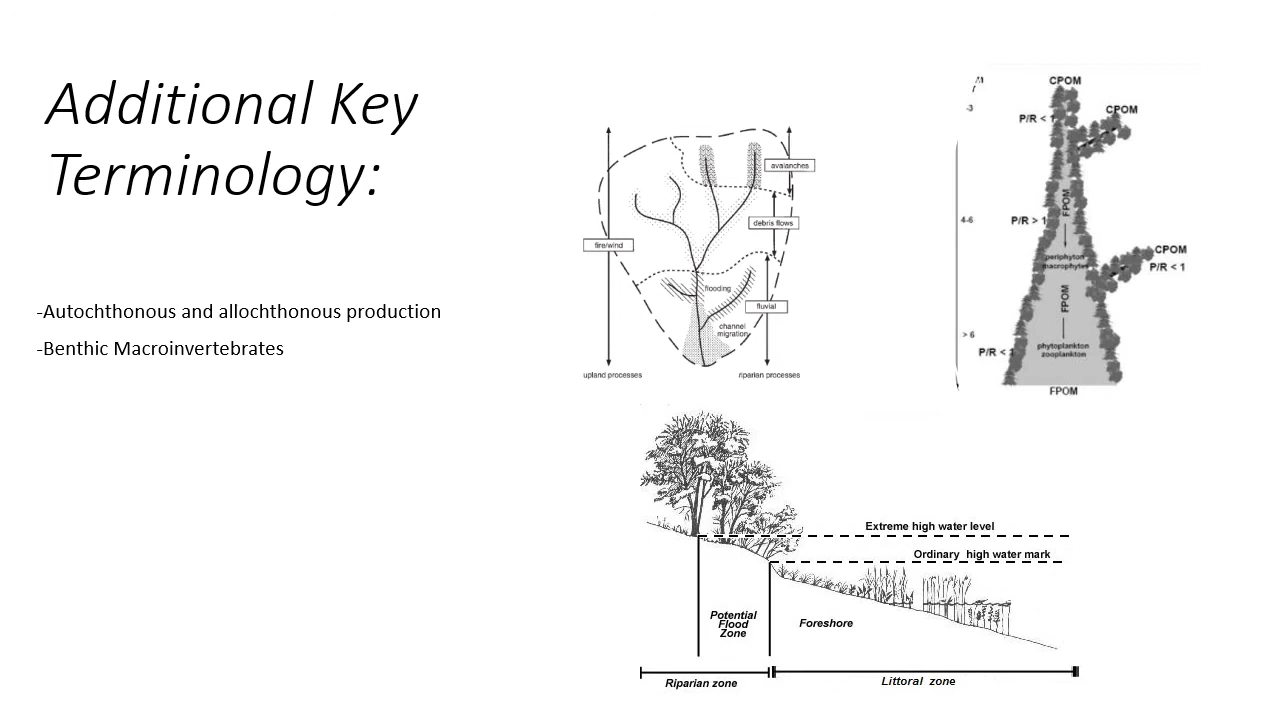 Additional Key
Terminology:
-Autochthonous and allochthonous production
-Benthic Macroinvertebrates
avalanches
debris flows
fire/wind
flooding
fluvial
channel
migration
upland processes
riparian processes
CPOM
-3
CPOM
P/R < 1
FPOM
4-6
P/R > 1
CPOM
periphyton
macrophytes
P/R < 1
FPOM
> 6
phytoplankton
zooplankton
P/R < 1
FPOM
Extreme high water level
Ordinary high water mark
Potential
Flood
Zone
Foreshore
Riparian zone
Littoral zone